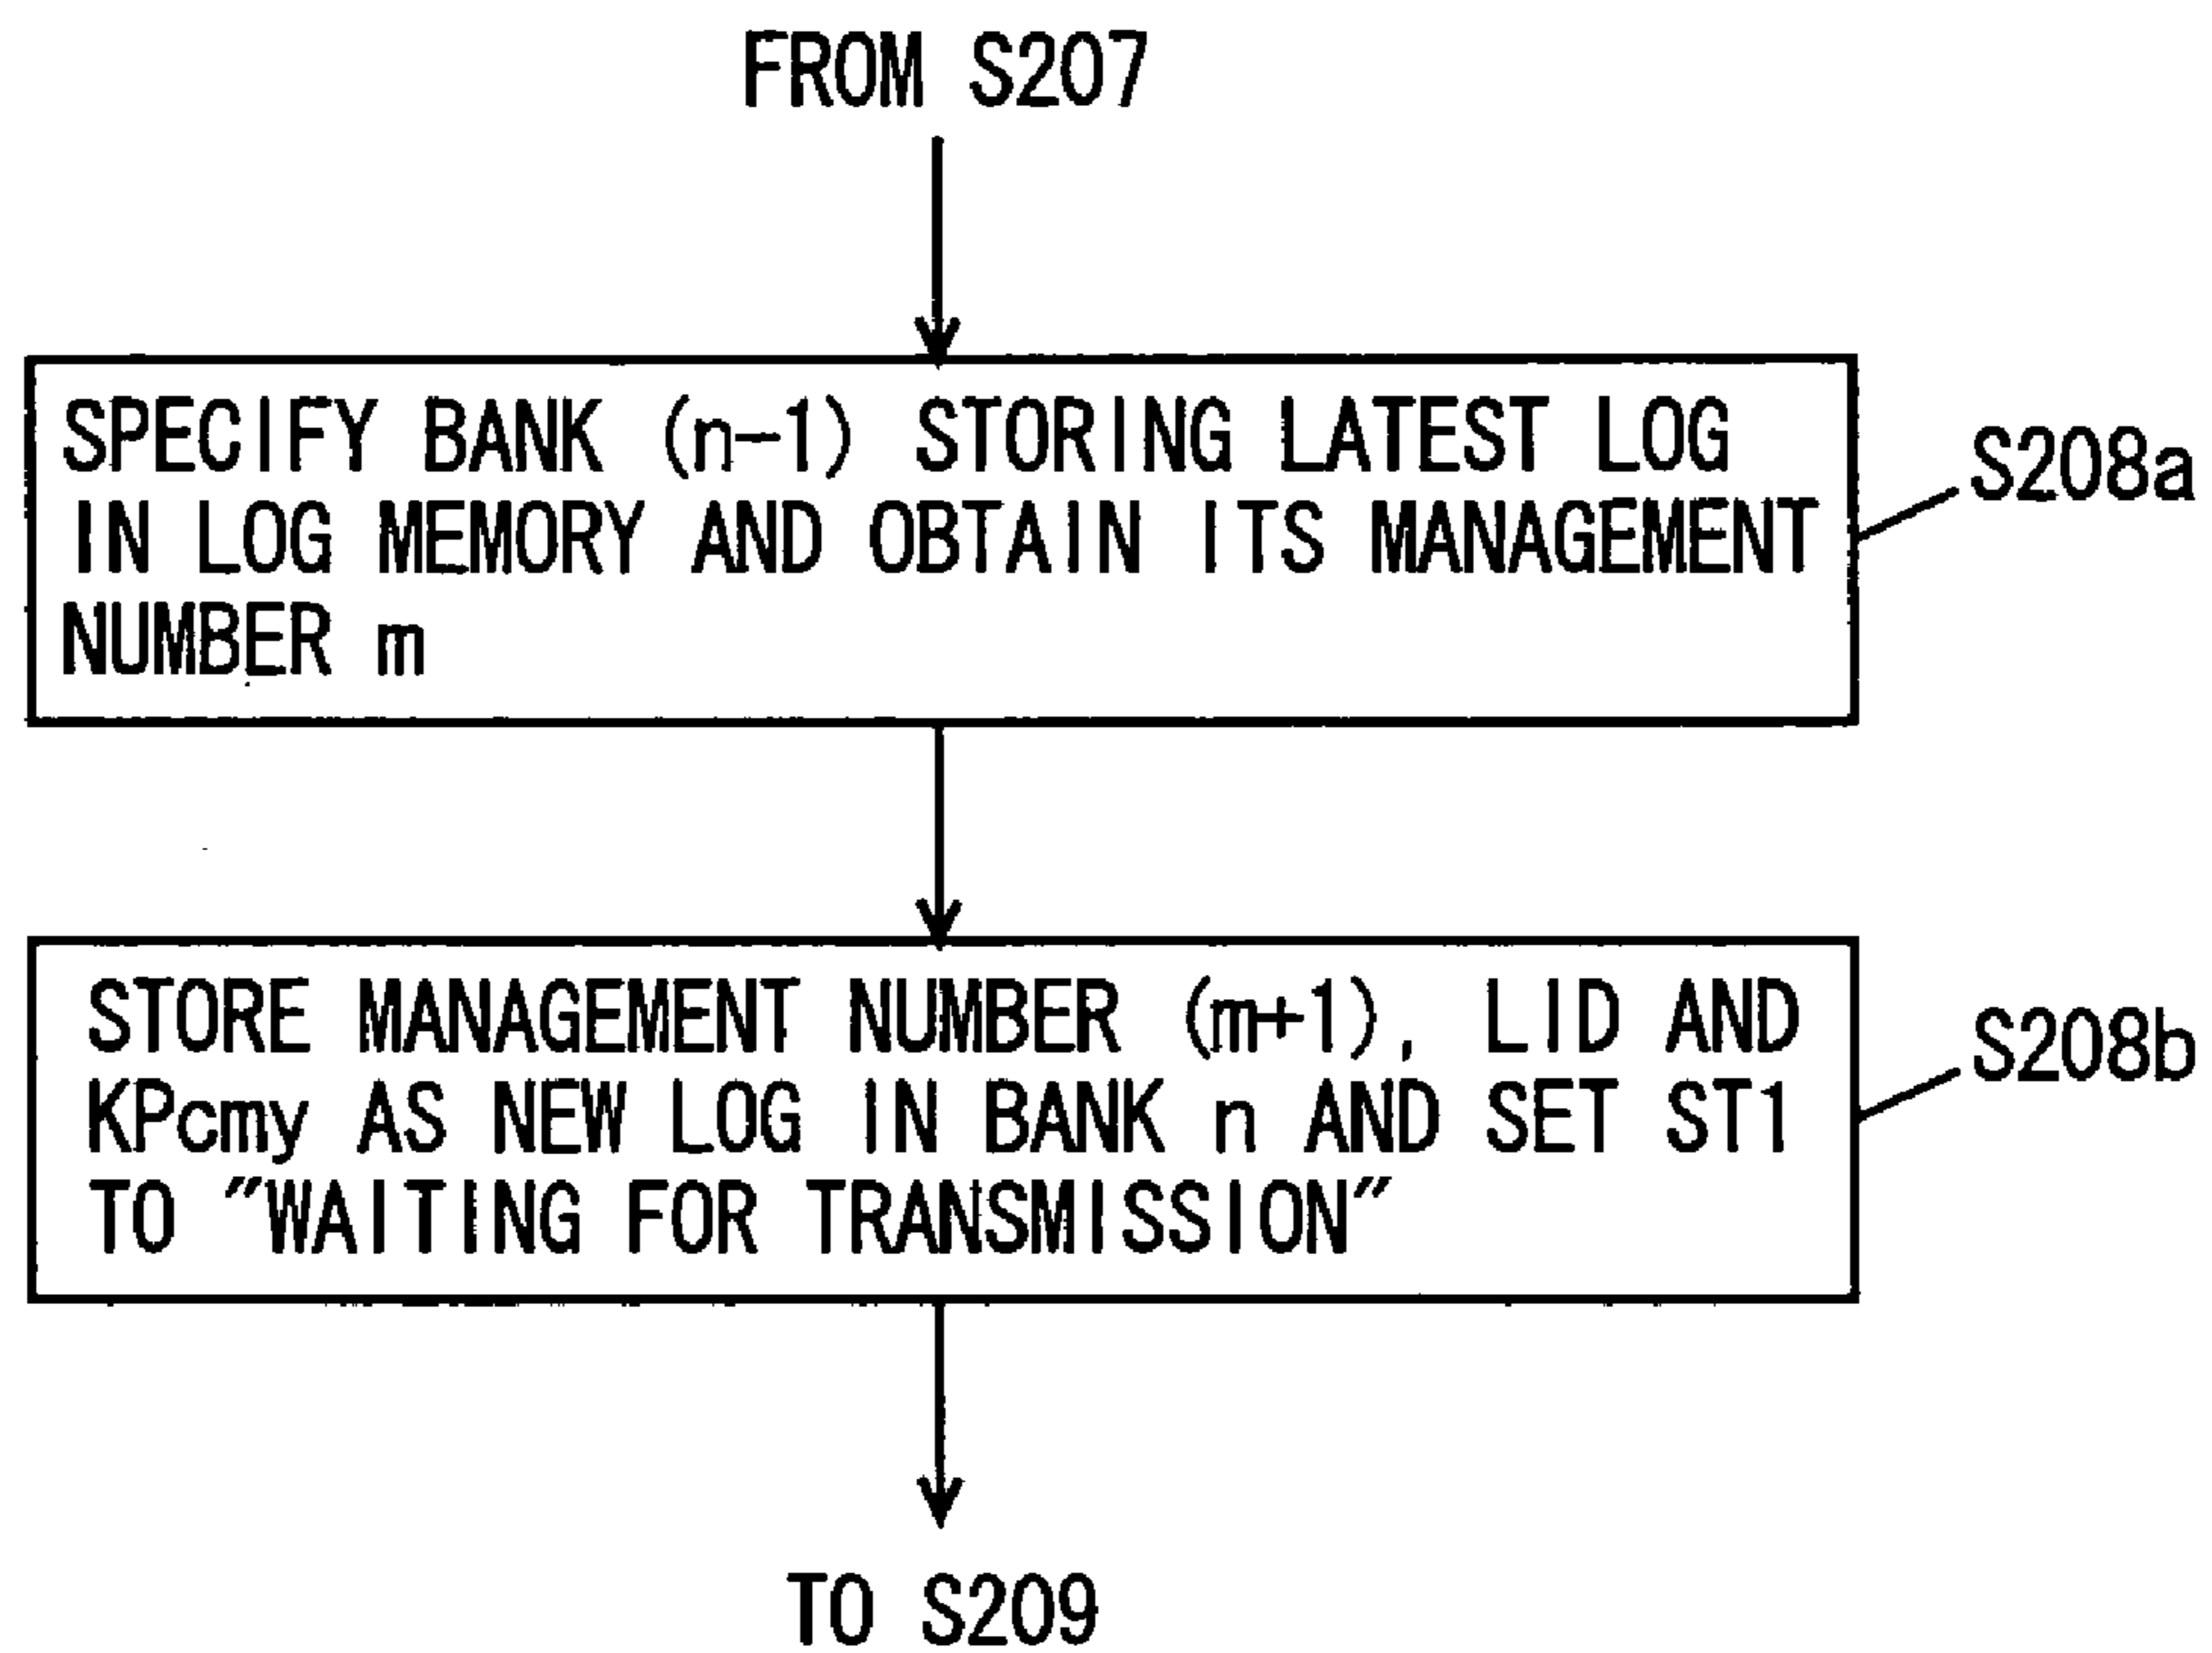 FROM S207
SPECIFY BANK (n-1) STORING LATEST LOG
IN LOG MEMORY AND OBTAIN ITS MANAGEMENT
NUMBER m
S208a
STORE MANAGEMENT NUMBER (m+1), LID AND
KPcmy AS NEW LOG IN BANK n AND SET ST1
TO "WAITING FOR TRANSMISSION"
S208b
TO S209